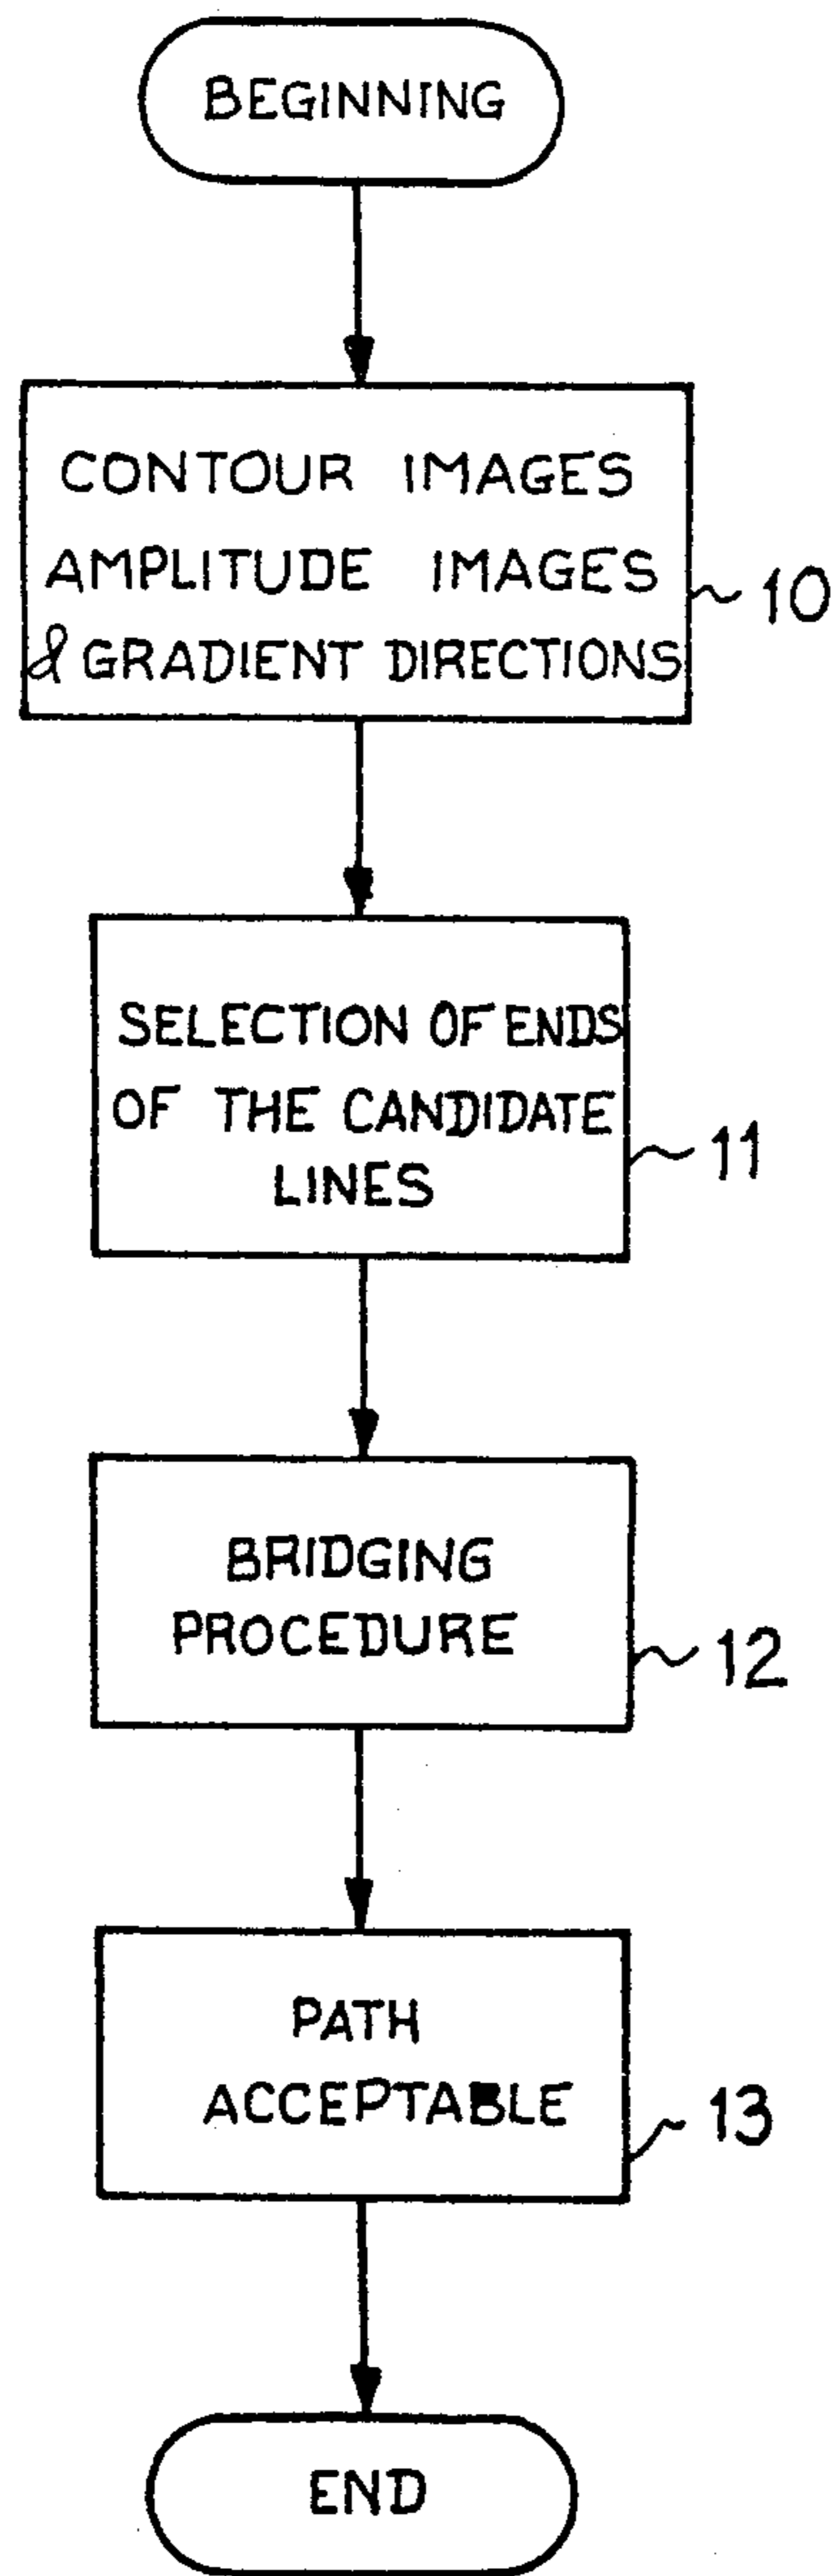 BEGINNING
CONTOUR IMAGES
AMPLITUDE IMAGES
& GRADIENT DIRECTIONS
10
SELECTION OF ENDS
OF THE CANDIDATE
LINES
11
BRIDGING
PROCEDURE
12
PATH
ACCEPTABLE
13
END